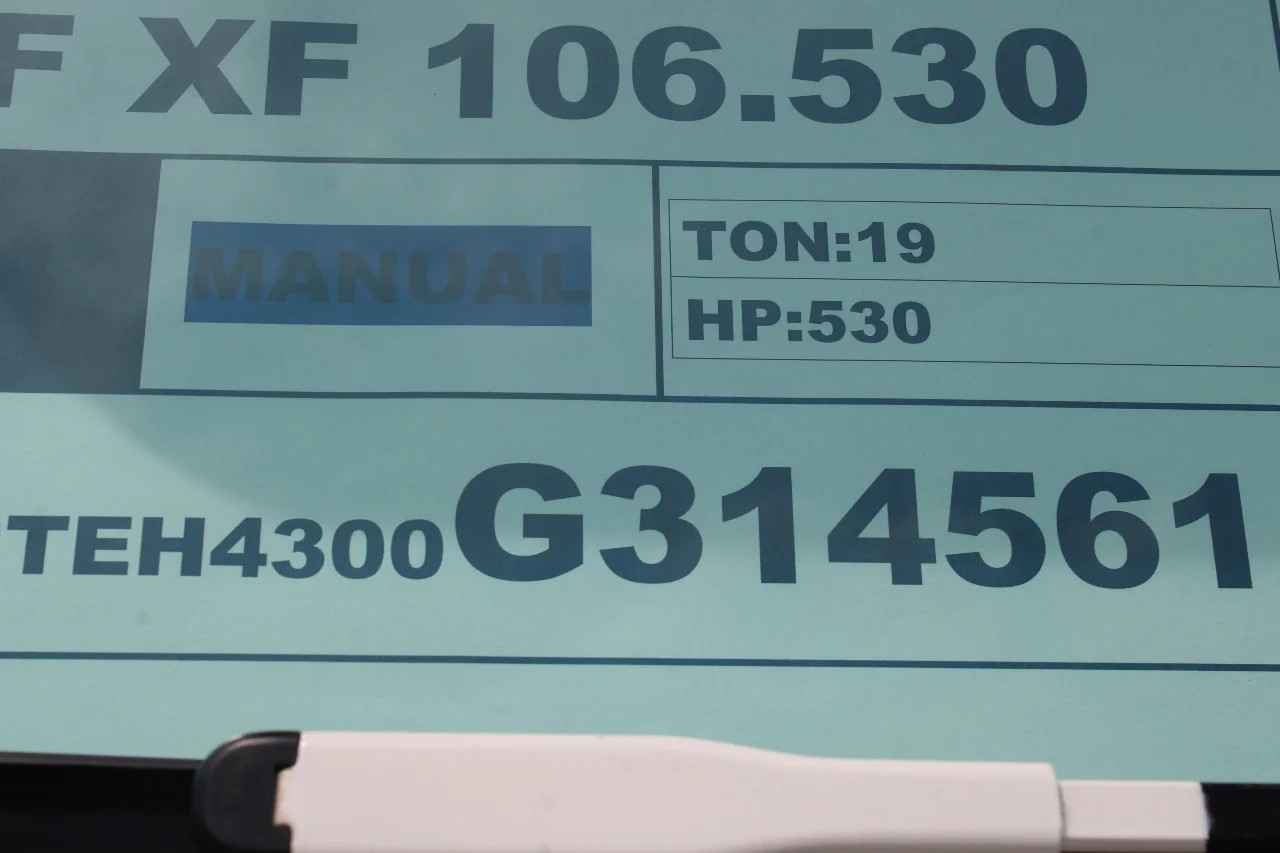 F XF 106.530
MANUAL
TON:19
HP:530
TEH4300G314561